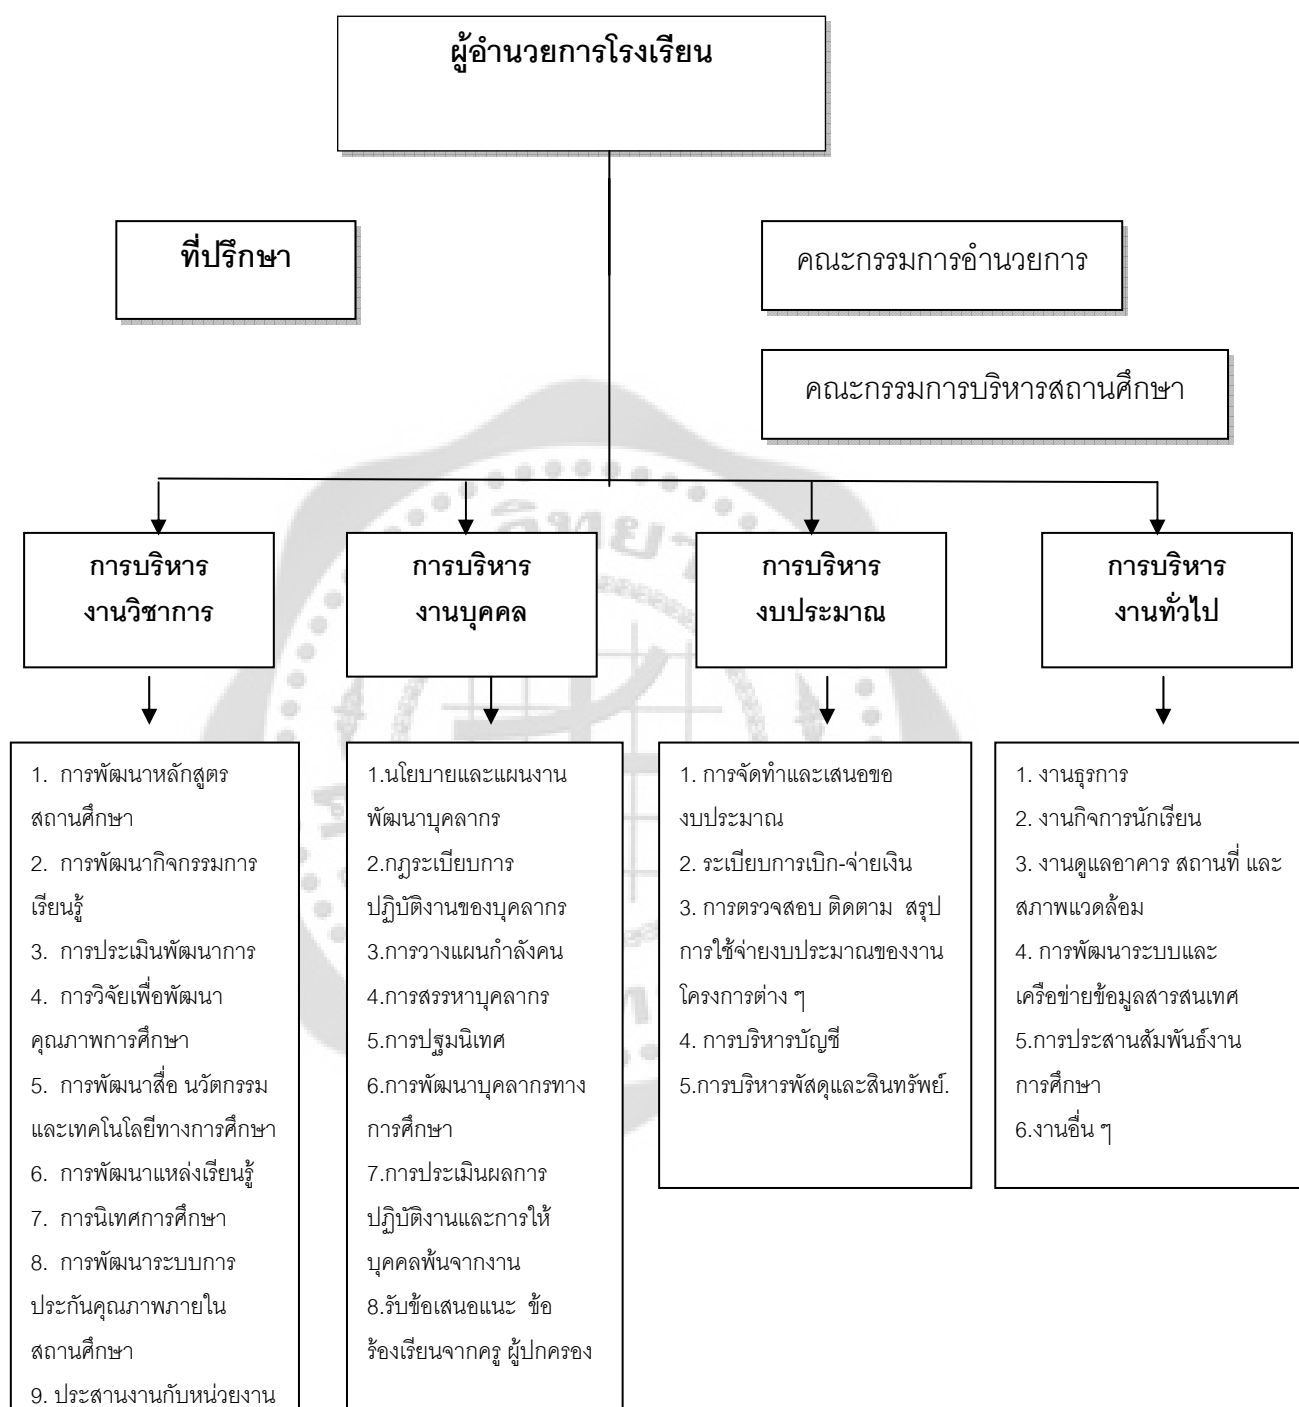 ผู้อำนวยการโรงเรียน
ที่ปรึกษา
คณะกรรมการอำนวยการ
คณะกรรมการบริหารสถานศึกษา
การบริหาร
งานวิชาการ
การบริหาร
งานบุคคล
การบริหาร
งบประมาณ
การบริหาร
งานทั่วไป
1. การพัฒนาหลักสูตร
สถานศึกษา
2. การพัฒนากิจกรรมการ
เรียนรู้
3. การประเมินพัฒนาการ
4. การวิจัยเพื่อพัฒนา
คุณภาพการศึกษา
5. การพัฒนาสื่อ นวัตกรรม
และเทคโนโลยีทางการศึกษา
6. การพัฒนาแหล่งเรียนรู้
7. การนิเทศการศึกษา
8. การพัฒนาระบบการ
ประกันคุณภาพภายใน
สถานศึกษา
9. ประสานงานกับหน่วยงาน
1.นโยบายและแผนงาน
พัฒนาบุคลากร
2.กฎระเบียบการ
ปฏิบัติงานของบุคลากร
3.การวางแผนกำลังคน
4.การสรรหาบุคลากร
5.การปฐมนิเทศ
6.การพัฒนาบุคลากรทาง
การศึกษา
7.การประเมินผลการ
ปฏิบัติงานและการให้
บุคคลพ้นจากงาน
8.รับข้อเสนอแนะ ข้อ
ร้องเรียนจากครู ผู้ปกครอง
1. การจัดทำและเสนอขอ
งบประมาณ
2. ระเบียบการเบิก-จ่ายเงิน
3. การตรวจสอบ ติดตาม สรุป
การใช้จ่ายงบประมาณของงาน
โครงการต่าง ๆ
4. การบริหารบัญชี
5.การบริหารพัสดุและสินทรัพย์.
1. งานธุรการ
2. งานกิจการนักเรียน
3. งานดูแลอาคาร สถานที่ และ
สภาพแวดล้อม
4. การพัฒนาระบบและ
เครือข่ายข้อมูลสารสนเทศ
5.การประสานสัมพันธ์งาน
การศึกษา
6.งานอื่น ๆ